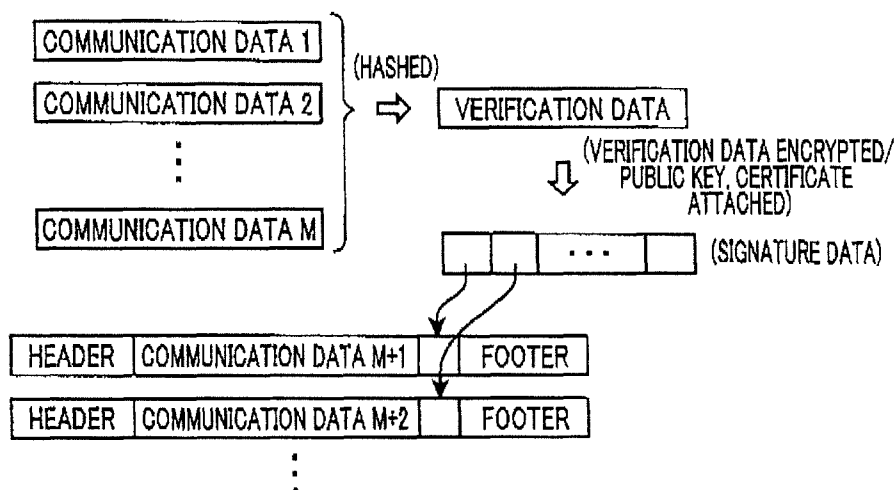 COMMUNICATION DATA 1
COMMUNICATION DATA 2
COMMUNICATION DATA M
(HASHED)
VERIFICATION DATA
(VERIFICATION DATA ENCRYPTED/
PUBLIC KEY, CERTIFICATE
ATTACHED)
(SIGNATURE DATA)
HEADER COMMUNICATION DATA M+1 FOOTER
HEADER COMMUNICATION DATA M+2 FOOTER